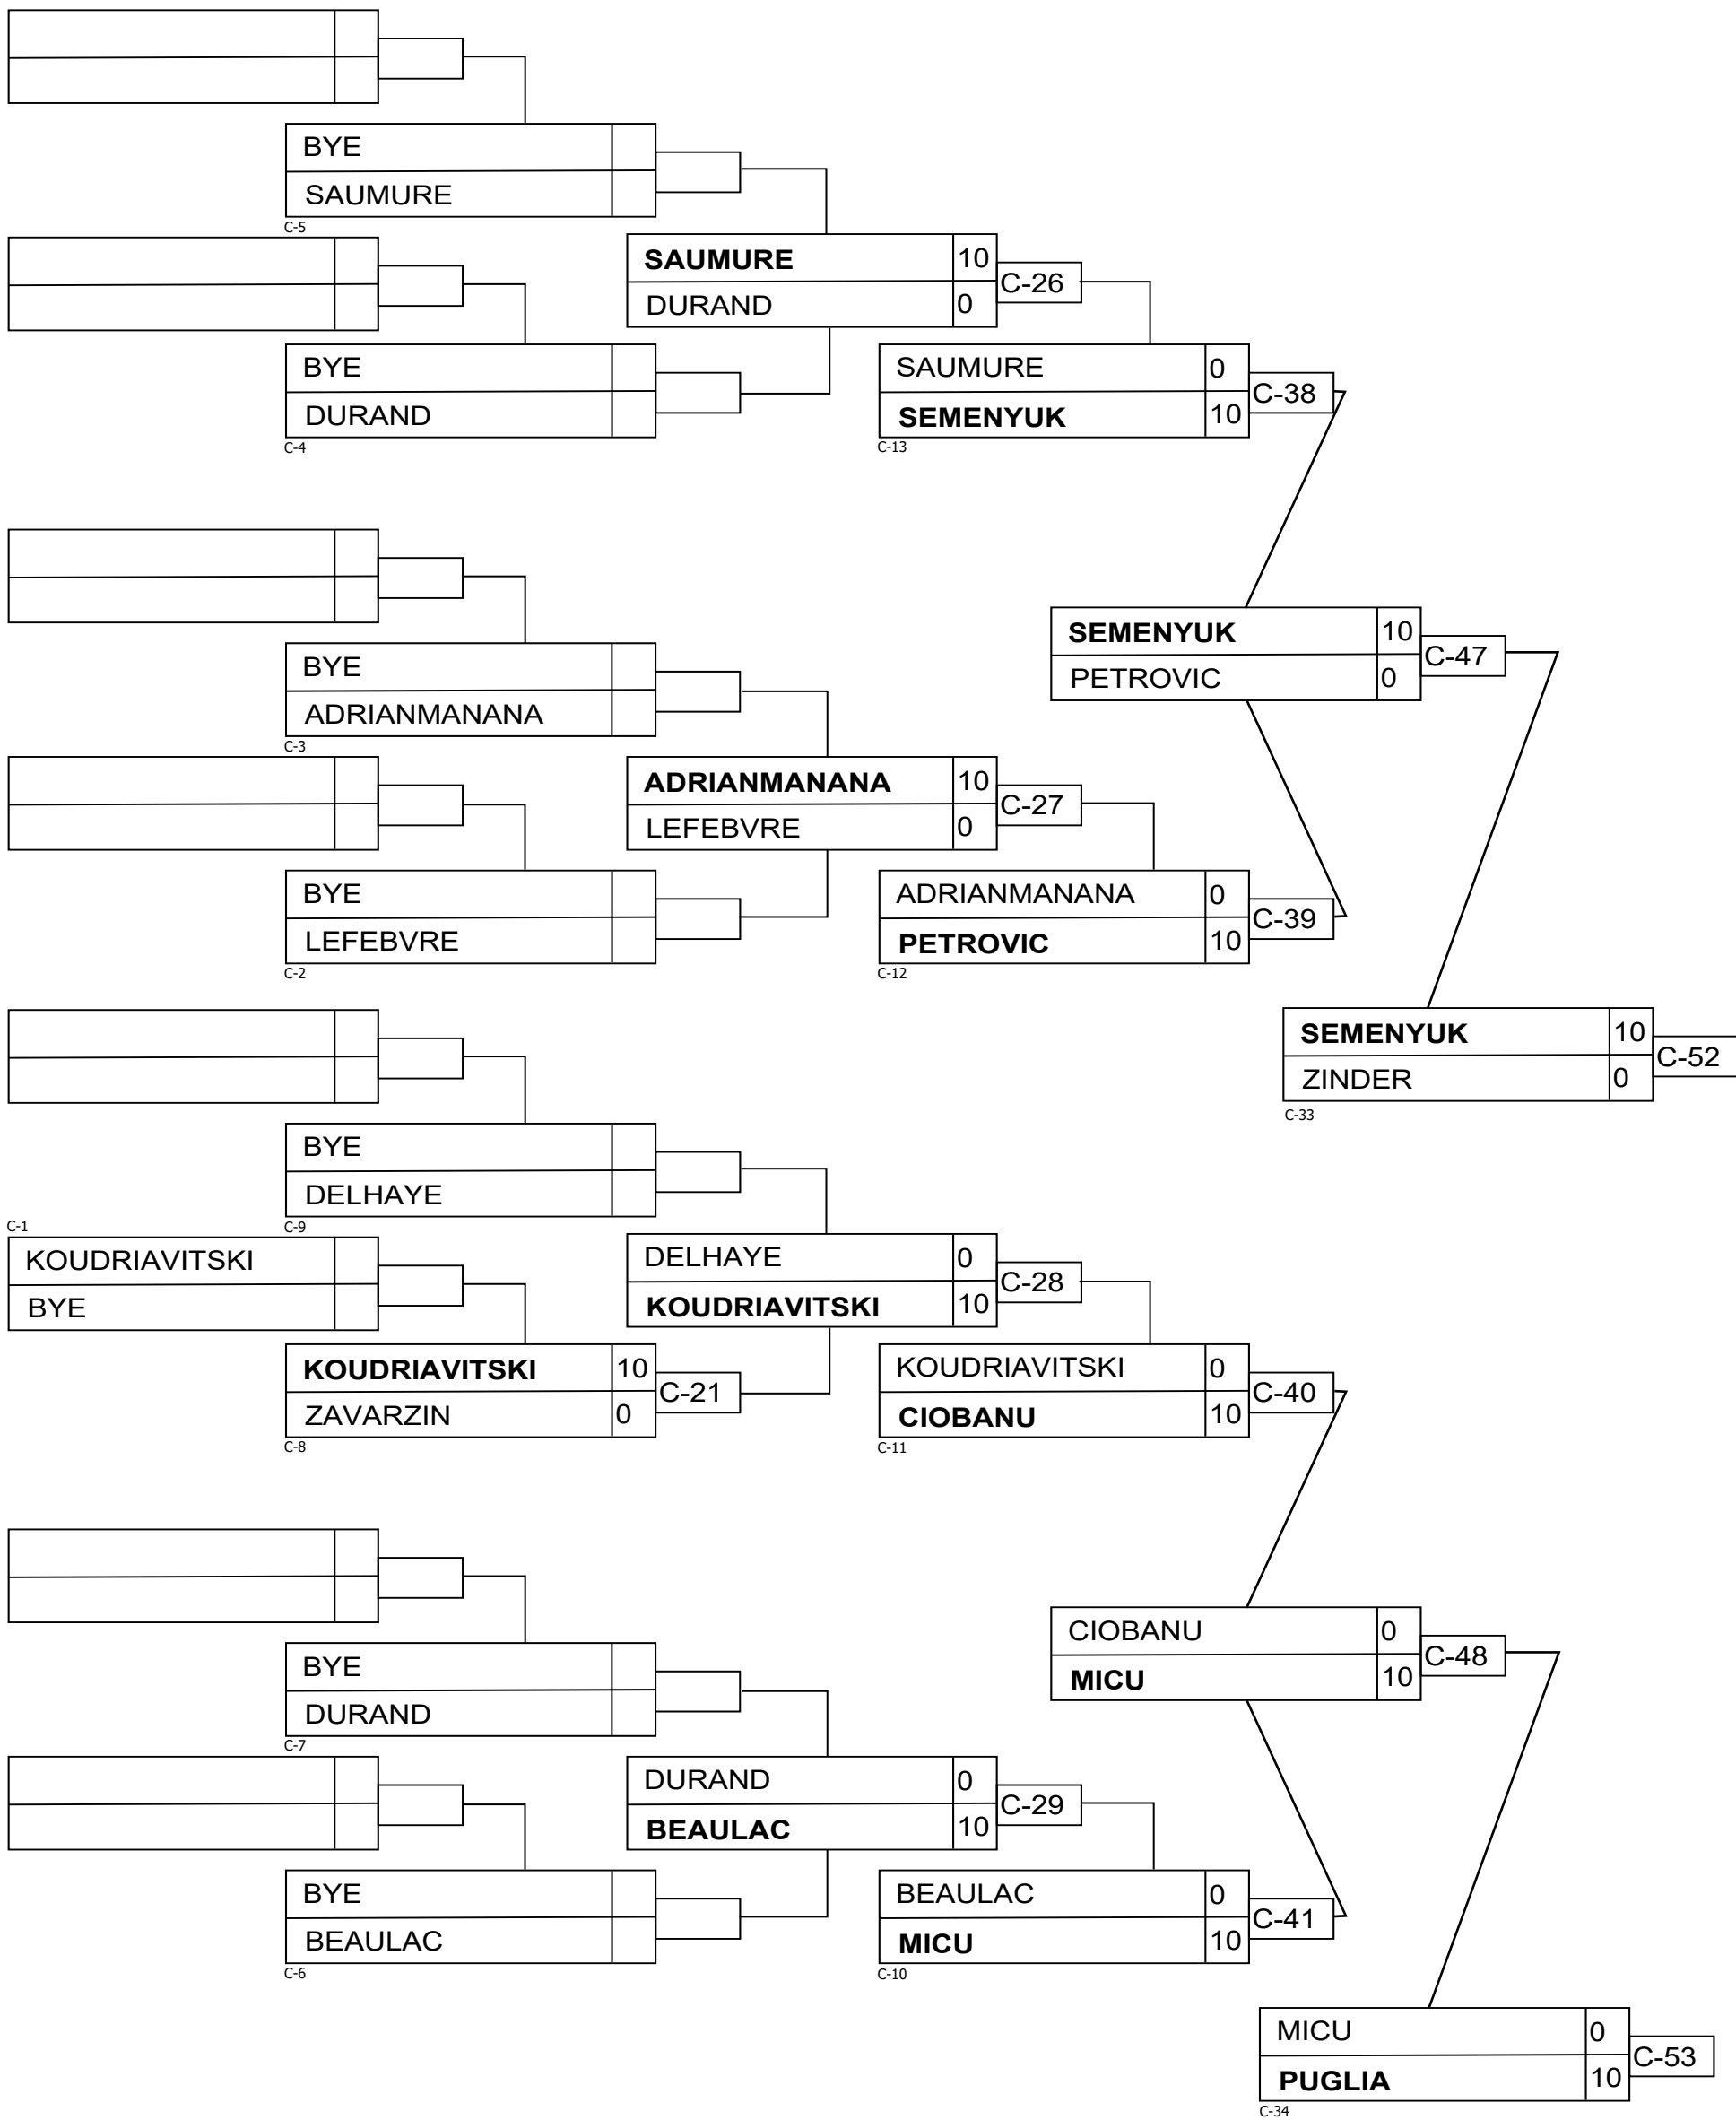 BYE
SAUMURE
C-5
SAUMURE 10
C-26
DURAND 0
BYE
DURAND
C-4
SAUMURE 0
C-38
SEMENYUK 10
C-13
SEMENYUK 10
C-47
PETROVIC 0
BYE
ADRIANMANANA
C-3
ADRIANMANANA 10
C-27
LEFEBVRE 0
BYE
LEFEBVRE
C-2
ADRIANMANANA 0
C-39
PETROVIC 10
C-12
SEMENYUK 10
C-52
ZINDER 0
C-33
BYE
DELHAYE
C-9
C-1
KOUDRIAVITSKI
BYE
DELHAYE 0
C-28
KOUDRIAVITSKI 10
KOUDRIAVITSKI 10
C-21
ZAVARZIN 0
C-8
KOUDRIAVITSKI 0
C-40
CIOBANU 10
C-11
CIOBANU 0
C-48
MICU 10
BYE
DURAND
C-7
DURAND 0
C-29
BEAULAC 10
BYE
BEAULAC
C-6
BEAULAC 0
C-41
MICU 10
C-10
MICU 0
C-53
PUGLIA 10
C-34